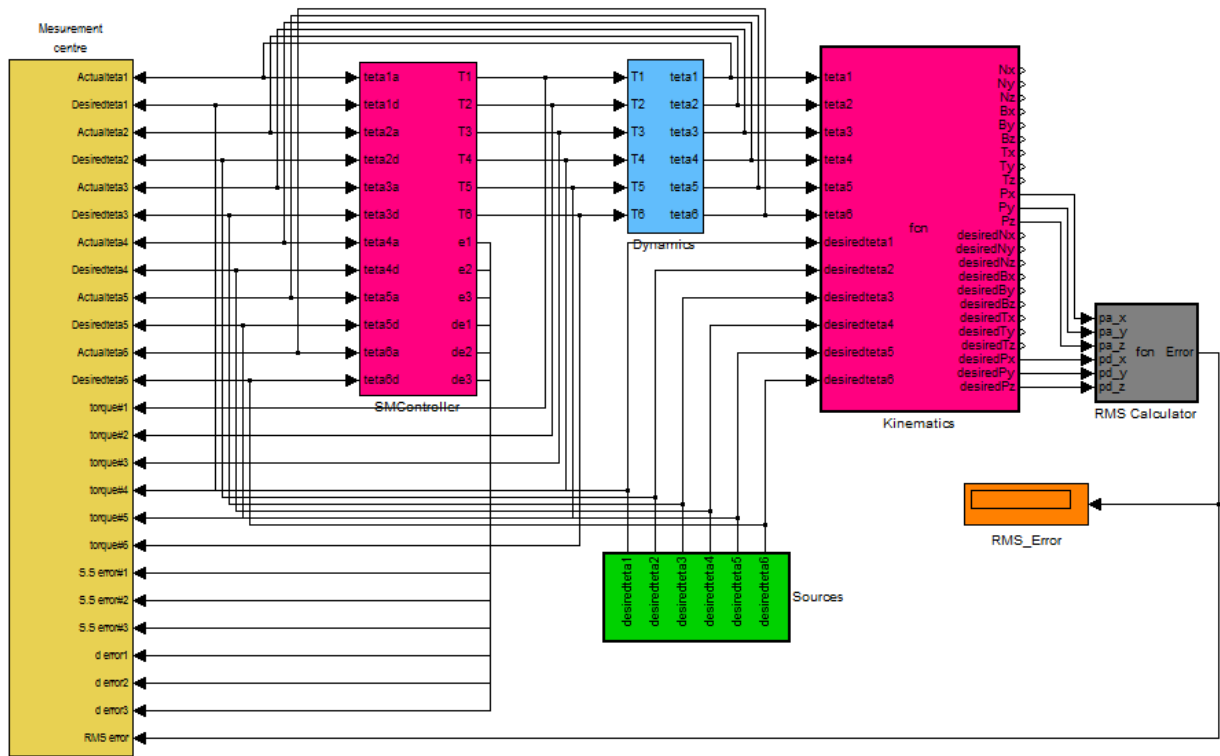 Mesurement
centre
Actualteta1
Desiredteta1
Actualteta2
Desiredteta2
Actualteta3
Desiredteta3
Actualteta4
Desiredteta4
Actualteta5
Desiredteta5
Actualteta6
Desiredteta6
torque#1
torque#2
torque#3
torque#4
torque#5
torque#6
S.S error#1
S.S error#2
S.S error#3
d error1
d error2
d error3
RMS error
teta1a
teta1d
teta2a
teta2d
teta3a
teta3d
teta4a
teta4d
teta5a
teta5d
teta6a
teta6d
T1
T2
T3
T4
T5
T6
e1
e2
e3
de1
de2
de3
SMController
T1
T2
T3
T4
T5
T6
teta1
teta2
teta3
teta4
teta5
teta6
Dynamics
teta1
teta2
teta3
teta4
teta5
teta6
desiredteta1
desiredteta2
desiredteta3
desiredteta4
desiredteta5
desiredteta6
fcn
Nx
Ny
Nz
Bx
By
Bz
Tx
Ty
Tz
Px
Py
Pz
desiredNx
desiredNy
desiredNz
desiredBx
desiredBy
desiredBz
desiredTx
desiredTy
desiredTz
desiredPx
desiredPy
desiredPz
Kinematics
pa_x
pa_y
pa_z
pd_x
pd_y
pd_z
fcn
Error
RMS Calculator
RMS_Error
desiredteta1
desiredteta2
desiredteta3
desiredteta4
desiredteta5
desiredteta6
Sources